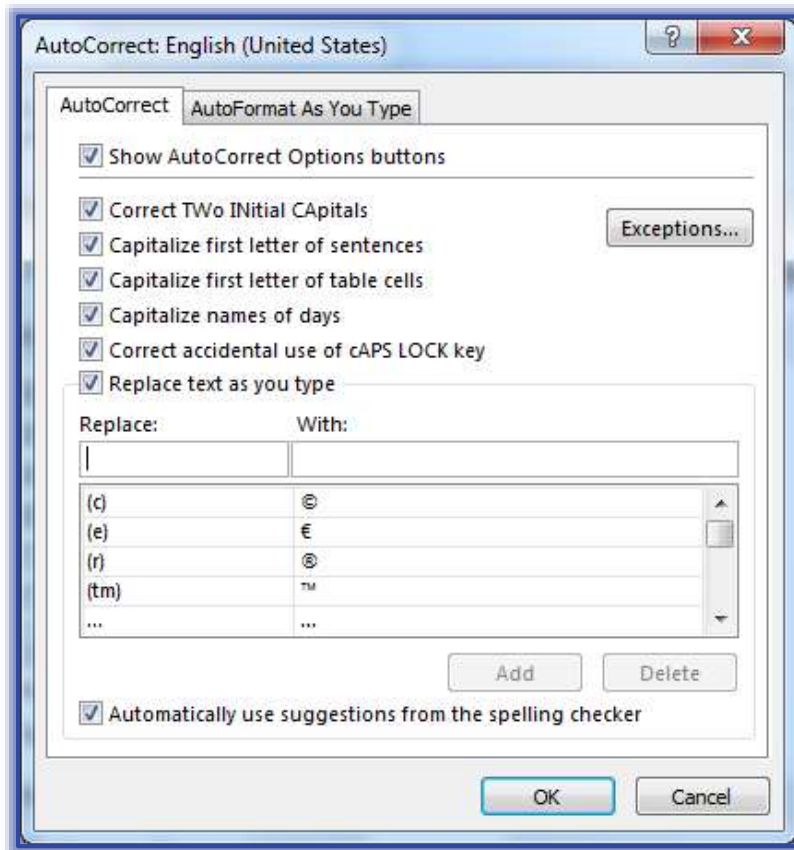 AutoCorrect: English (United States)
AutoCorrect AutoFormat As You Type
Show AutoCorrect Options buttons
Correct TWo INitial CApitals
Exceptions...
Capitalize first letter of sentences
Capitalize first letter of table cells
Capitalize names of days
Correct accidental use of cAPS LOCK key
Replace text as you type
Replace: With:
(c) ©
(e) €
(r) ®
(tm) ™
... …
Add Delete
Automatically use suggestions from the spelling checker
OK Cancel